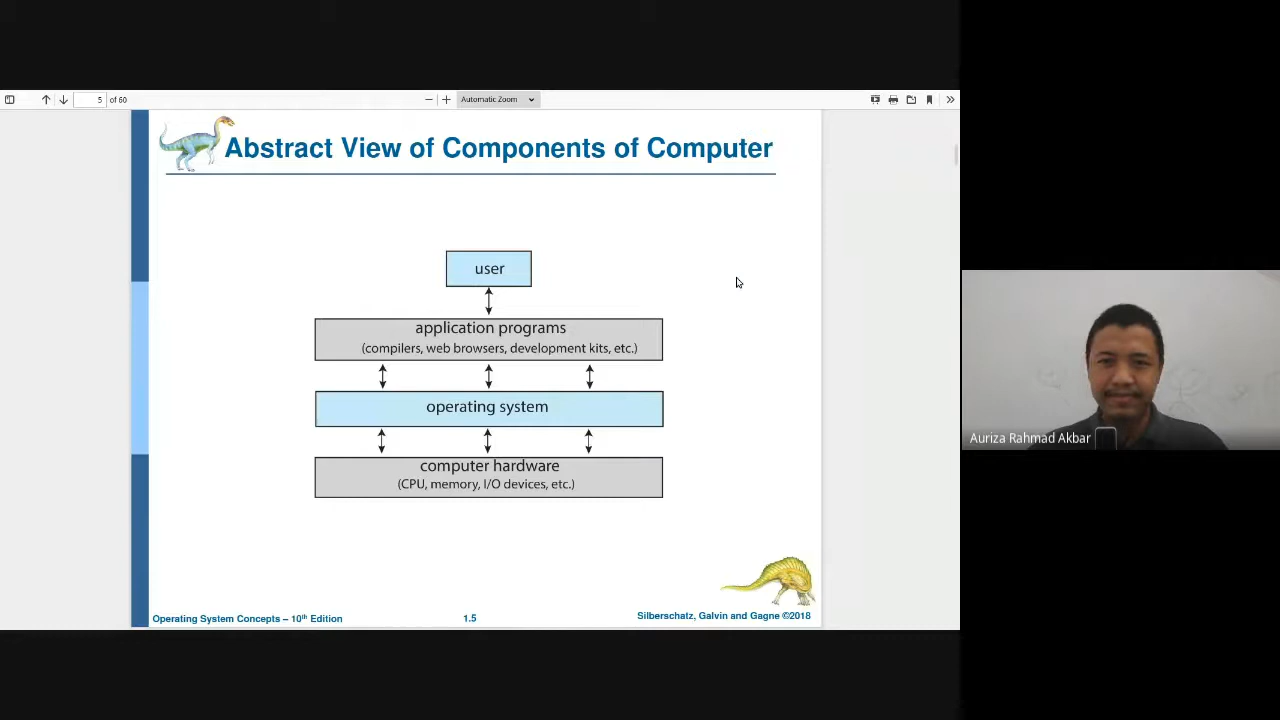 5 of 60
Automatic Zoom
Abstract View of Components of Computer
user
application programs
(compilers, web browsers, development kits, etc.)
operating system
computer hardware
(CPU, memory, I/O devices, etc.)
Operating System Concepts – 10th Edition
1.5
Silberschatz, Galvin and Gagne ©2018
Auriza Rahmad Akbar